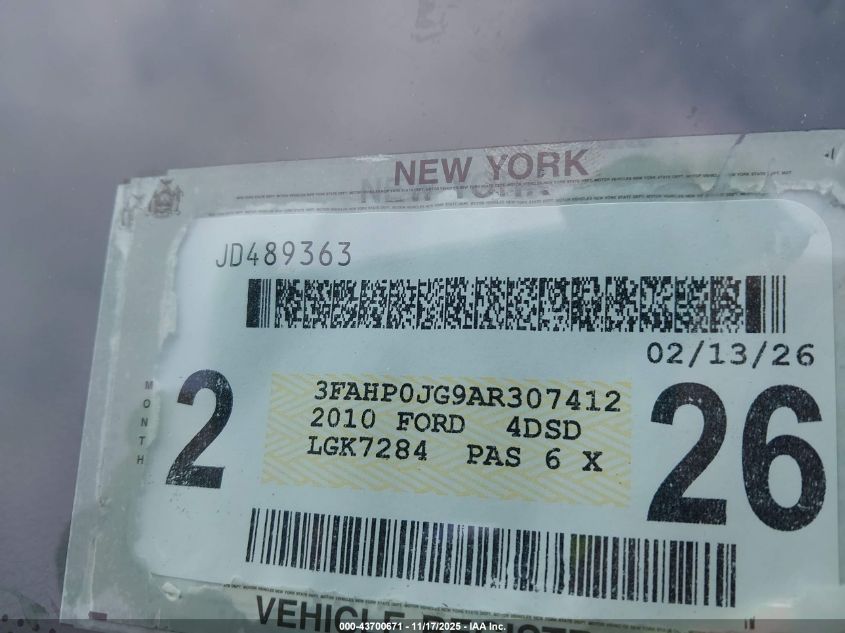 NEW YORK
JD489363
02/13/26
MONTH
2
3FAHP0JG9AR307412
2010 FORD 4DSD
LGK7284 PAS 6 X
26
VEHICLE
000-43700671 - 11/17/2025 - IAA Inc.